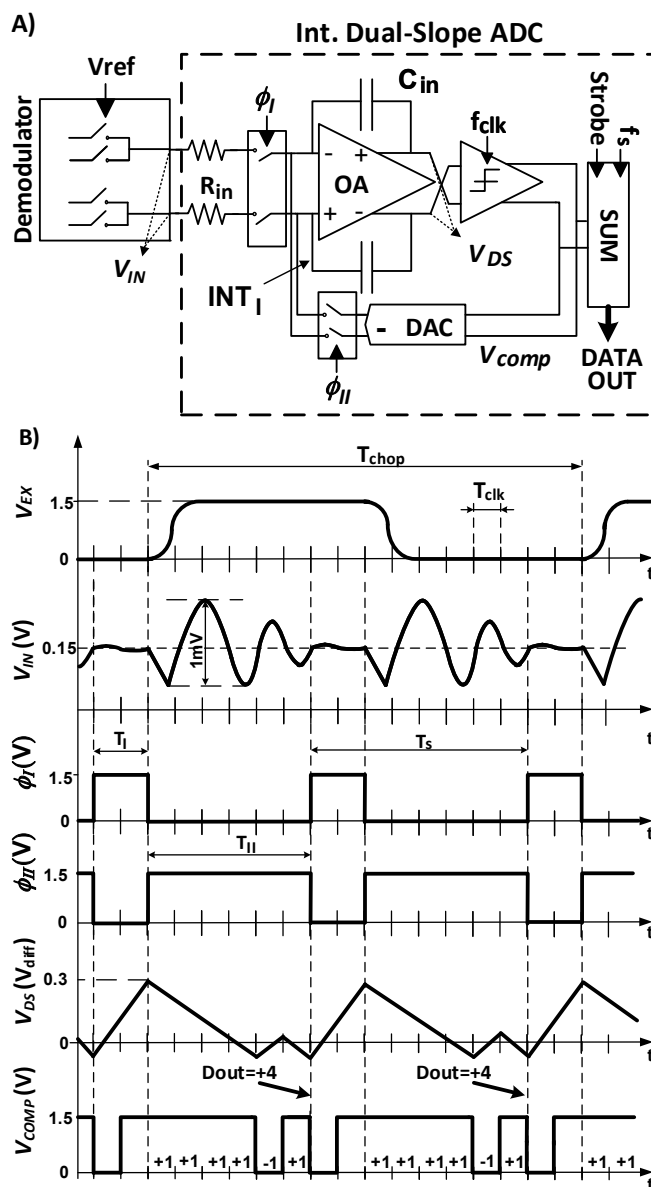 A)
Int. Dual-Slope ADC
Vref
Demodulator
ϕI
Cin
fclk
Strobe
fs
- +
OA
+ -
Rin
SUM
VIN
VDS
INTI
- DAC
Vcomp
DATA
OUT
ϕII
B)
Tchop
VEX
1.5
0
Tclk
t
VIN (V)
0.15
1mV
t
ϕI(V)
1.5
0
TI
Ts
t
ϕII(V)
1.5
0
TII
t
VDS (Vdiff)
0.3
0
t
Dout=+4
Dout=+4
VCOMP (V)
1.5
0
+1 +1 +1 +1 -1 +1
+1 +1 +1 +1 -1 +1
+1 +1
t